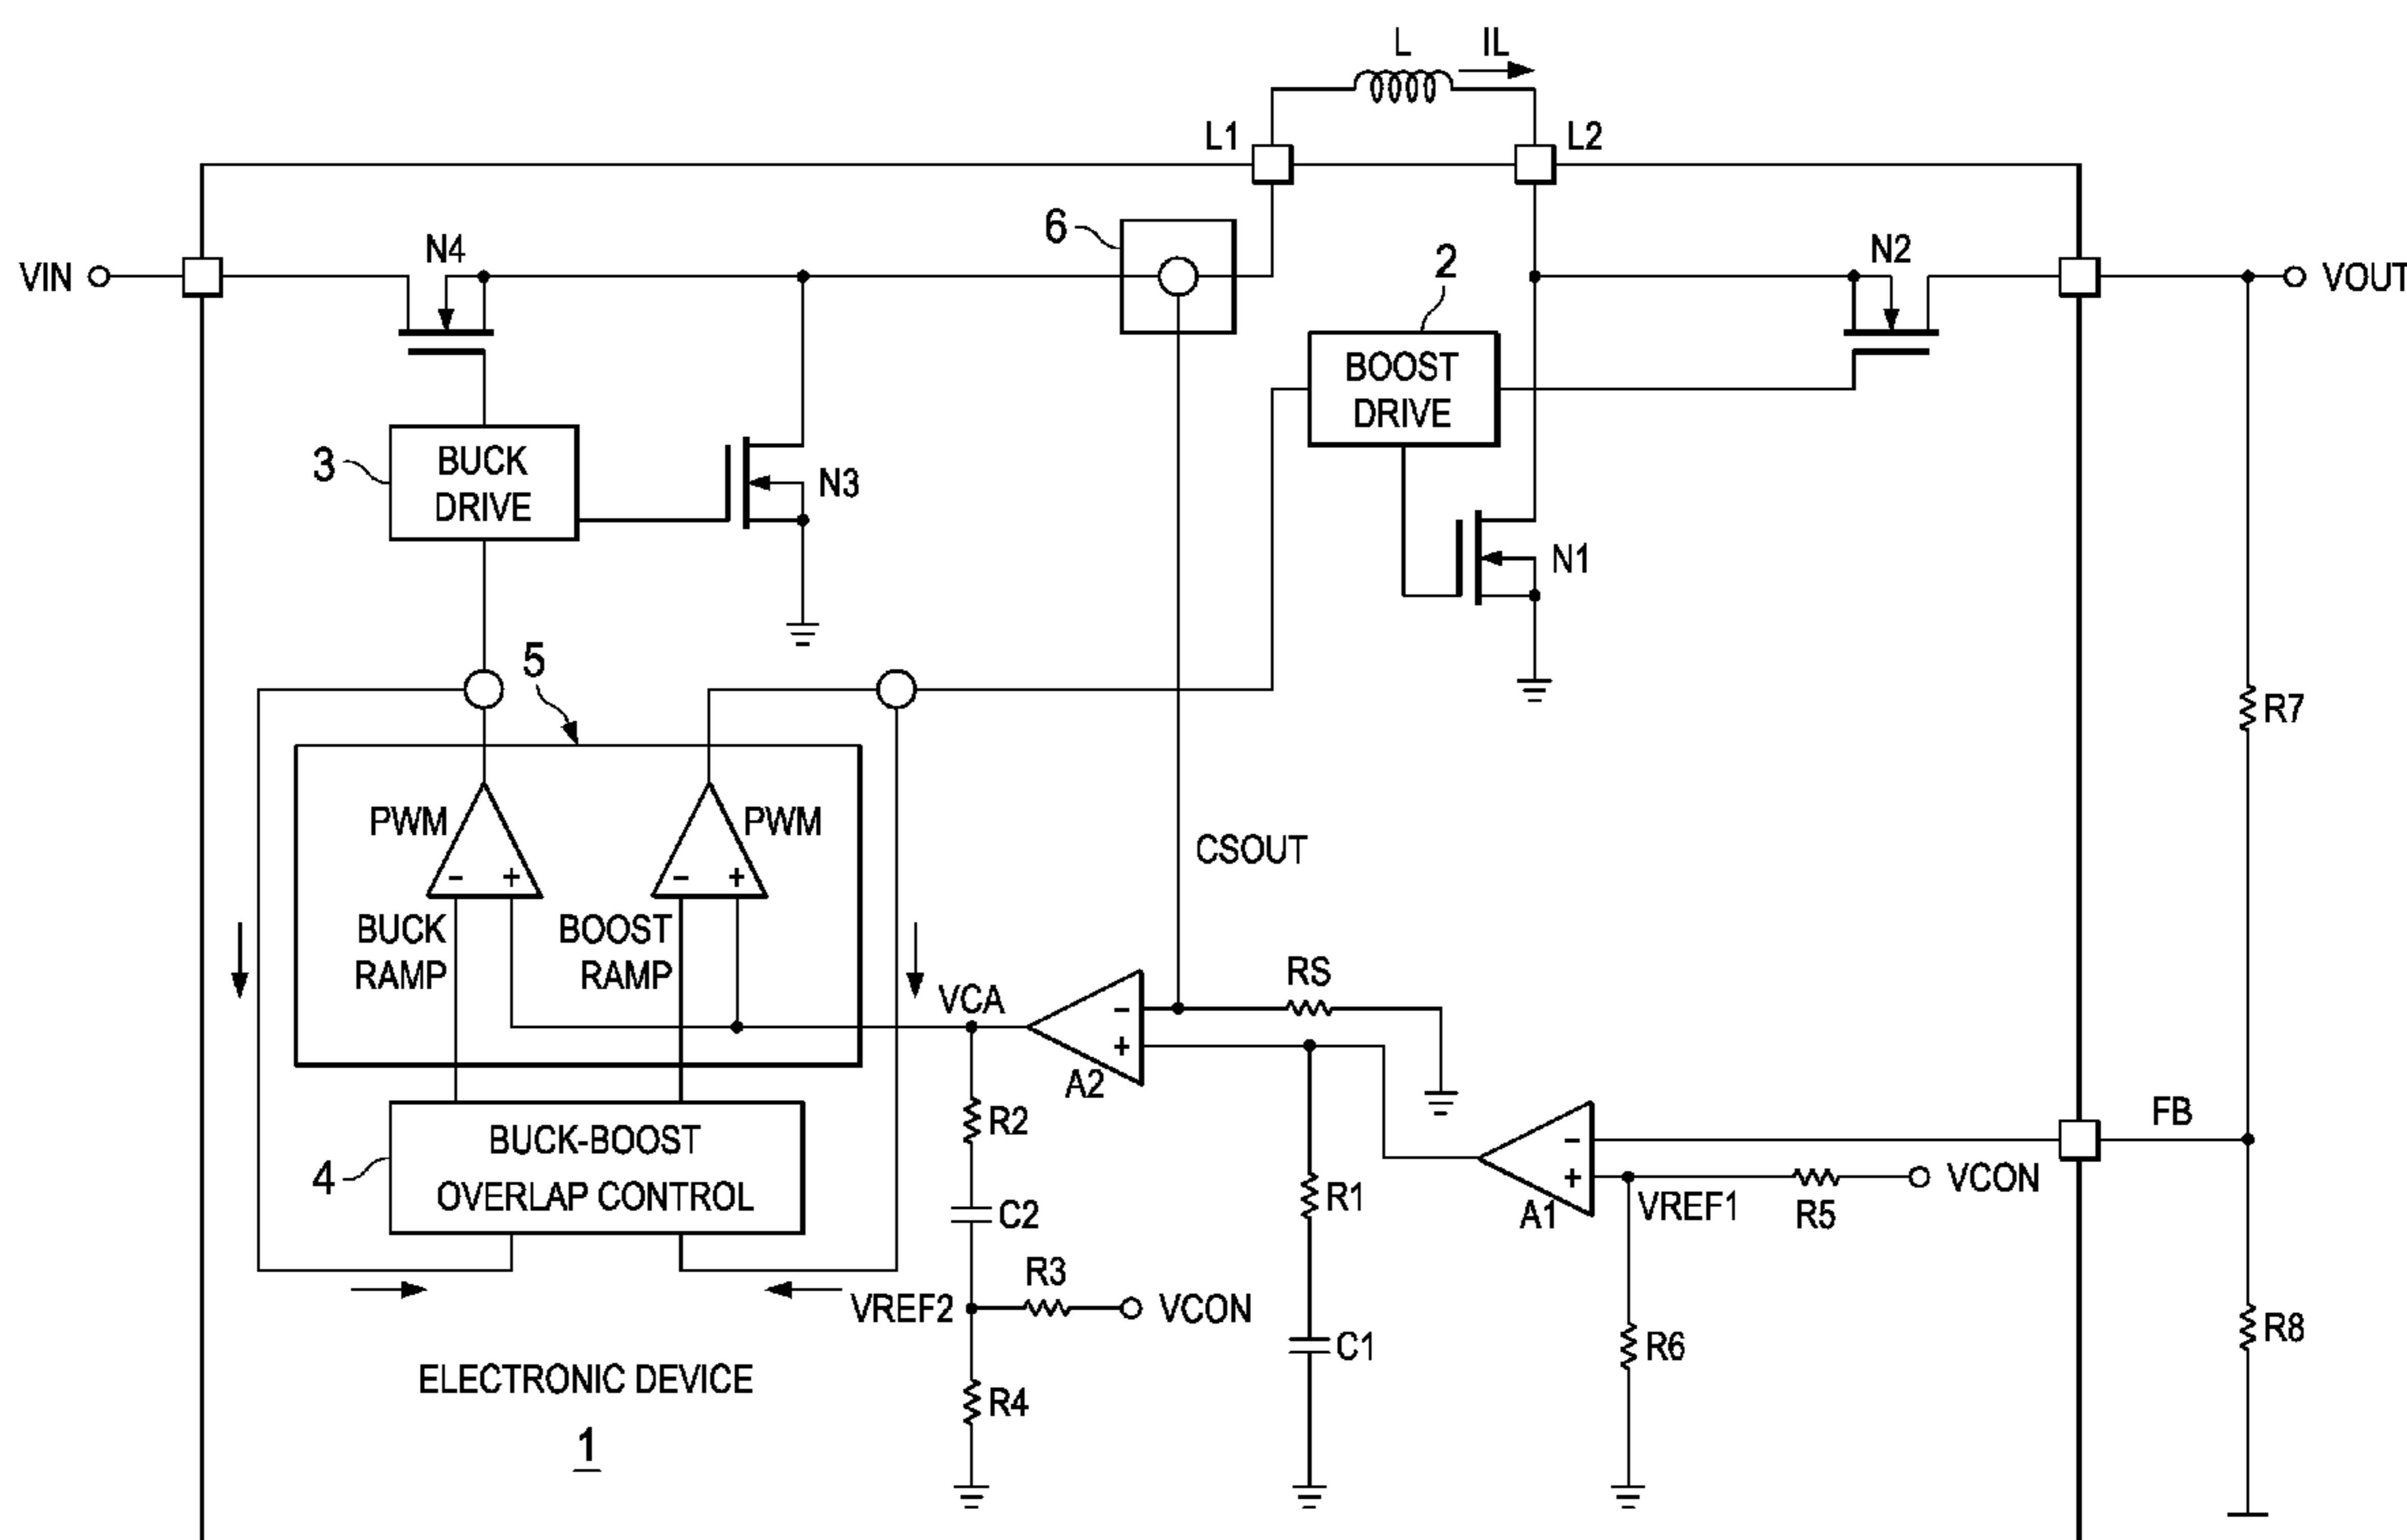 L IL
L1 L2
6
VIN N4 2 N2 VOUT
BOOST
DRIVE
3 BUCK
DRIVE
N3
N1
5
R7
PWM PWM
- + - +
CSOUT
BUCK
RAMP
BOOST
RAMP
VCA
-
+
A2
RS
R2
FB
4 BUCK-BOOST
OVERLAP CONTROL
C2
R1
-
+
A1
VREF1 R5 VCON
VREF2 R3 VCON
C1
R6
R8
R4
ELECTRONIC DEVICE
1